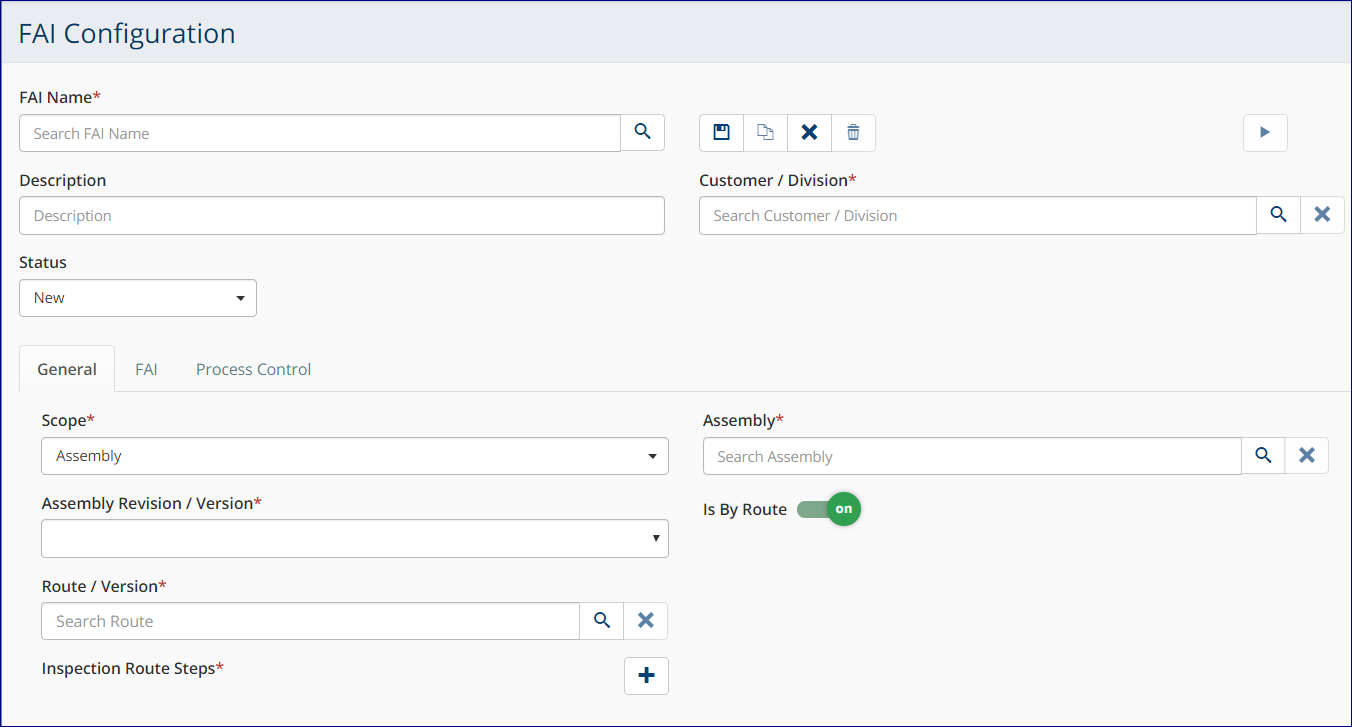 FAI Configuration
FAI Name*
Search FAI Name
Description
Customer / Division*
Description
Search Customer / Division
Status
New
General FAI Process Control
Scope*
Assembly*
Assembly
Search Assembly
Assembly Revision / Version*
Is By Route on
Route / Version*
Search Route
Inspection Route Steps*